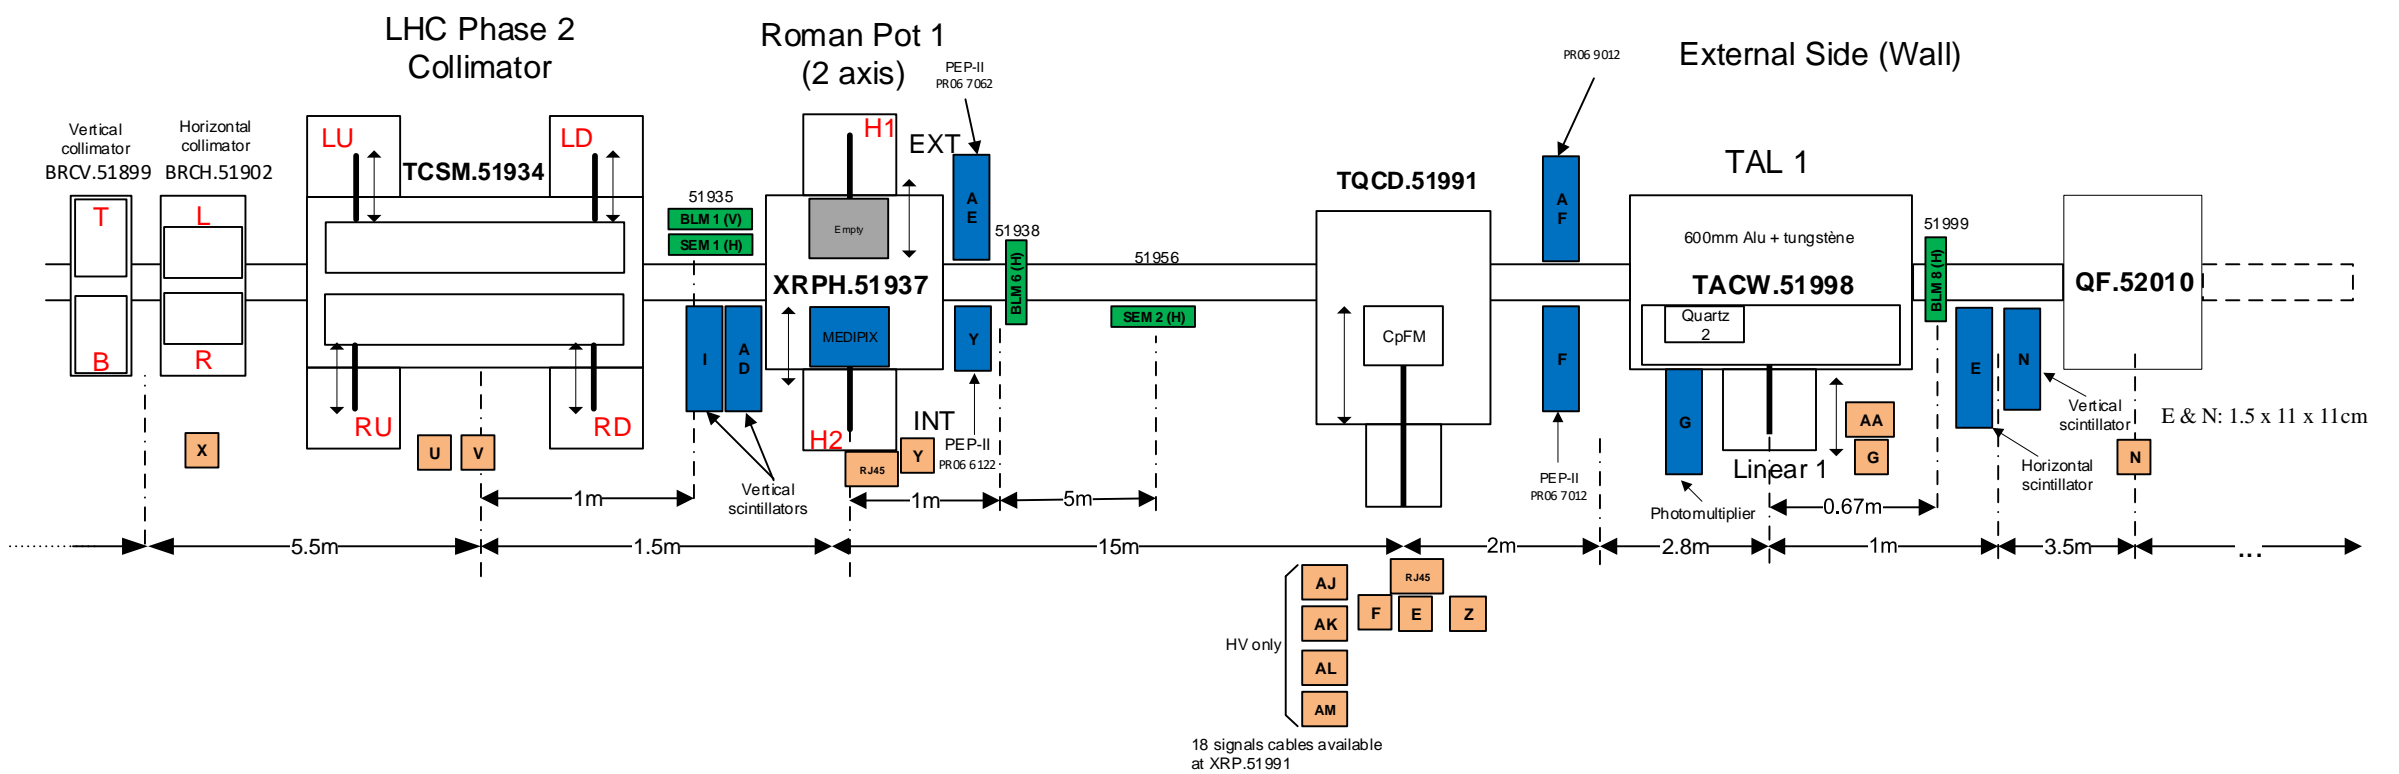 LHC Phase 2
Collimator
Roman Pot 1
(2 axis)
External Side (Wall)
PEP-II
PR06 7062
PR06 9012
Vertical
collimator
BRCV.51899
Horizontal
collimator
BRCH.51902
LU
LD
TCSM.51934
H1
EXT
TAL 1
TQCD.51991
T
L
51935
BLM 1 (V)
SEM 1 (H)
Empty
A
E
A
F
51938
BLM 6 (H)
51956
600mm Alu + tungstène
51999
BLM 8 (H)
XRPH.51937
TACW.51998
QF.52010
SEM 2 (H)
B
R
I
A
D
MEDIPIX
Y
CpFM
F
Quartz
2
E
N
RU
RD
H2
INT
G
AA
G
Vertical
scintillator
E & N: 1.5 x 11 x 11cm
X
U
V
RJ45
Y
PEP-II
PR06 6122
Linear 1
Horizontal
scintillator
N
PEP-II
PR06 7012
Vertical
scintillators
Photomultiplier
1m
1m
5m
0.67m
5.5m
1.5m
15m
2m
2.8m
1m
3.5m
...
HV only
AJ
AK
AL
AM
RJ45
F
E
Z
18 signals cables available
at XRP.51991